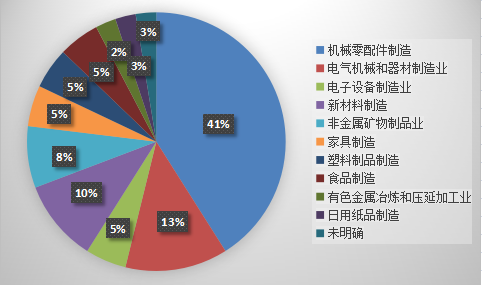 3%
2%
3%
5%
5%
41%
5%
8%
10%
5%
13%
机械零配件制造
电气机械和器材制造业
电子设备制造业
新材料制造
非金属矿物制品业
家具制造
塑料制品制造
食品制造
有色金属冶炼和压延加工业
日用纸品制造
未明确